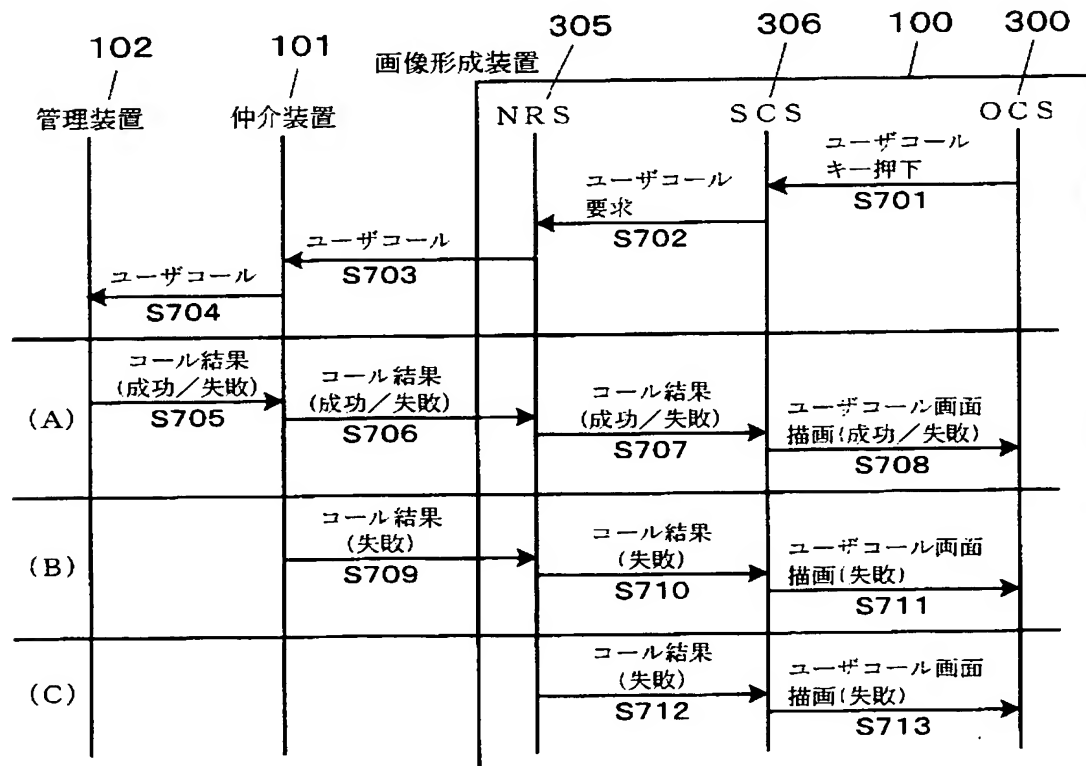 102
101
305
306
100
300
画像形成装置
管理装置
仲介装置
NRS
SCS
OCS
ユーザコール
キー押下
S701
ユーザコール
要求
S702
ユーザコール
S703
ユーザコール
S704
(A)
コール結果
(成功/失敗)
S705
コール結果
(成功/失敗)
S706
コール結果
(成功/失敗)
S707
ユーザコール画面
描画(成功/失敗)
S708
(B)
コール結果
(失敗)
S709
コール結果
(失敗)
S710
ユーザコール画面
描画(失敗)
S711
(C)
コール結果
(失敗)
S712
ユーザコール画面
描画(失敗)
S713